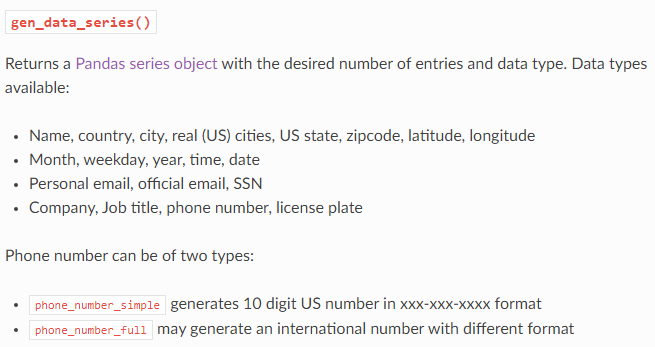 gen_data_series()
Returns a Pandas series object with the desired number of entries and data type. Data types
available:
• Name, country, city, real (US) cities, US state, zipcode, latitude, longitude
• Month, weekday, year, time, date
• Personal email, official email, SSN
• Company, Job title, phone number, license plate
Phone number can be of two types:
• phone_number_simple generates 10 digit US number in xxx-xxx-xxxx format
• phone_number_full may generate an international number with different format